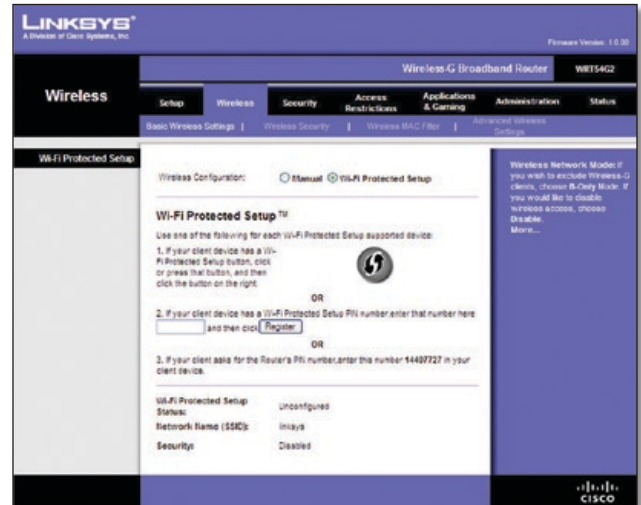 LINKSYS®
A Division of Cisco Systems, Inc.
Firmware Version: 1.0.00
Wireless-G Broadband Router WRT54G2
Wireless
Setup Wireless Security Access Restrictions Applications & Gaming Administration Status
Basic Wireless Settings | Wireless Security | Wireless MAC Filter | Advanced Wireless Settings
Wi-Fi Protected Setup
Wireless Configuration: Manual Wi-Fi Protected Setup
Wi-Fi Protected Setup™
Use one of the following for each Wi-Fi Protected Setup supported device:
1. If your client device has a Wi-
Fi Protected Setup button, click
or press that button, and then
click the button on the right.
OR
2. If your client device has a Wi-Fi Protected Setup PIN number,enter that number here
and then click Register
OR
3. If your client asks for the Router's PIN number,enter this number 14407727 in your
client device.
Wi-Fi Protected Setup
Status: Unconfigured
Network Name (SSID): linksys
Security: Disabled
Wireless Network Mode: If
you wish to exclude Wireless-G
clients, choose B-Only Mode. If
you would like to disable
wireless access, choose
Disable.
More...
CISCO